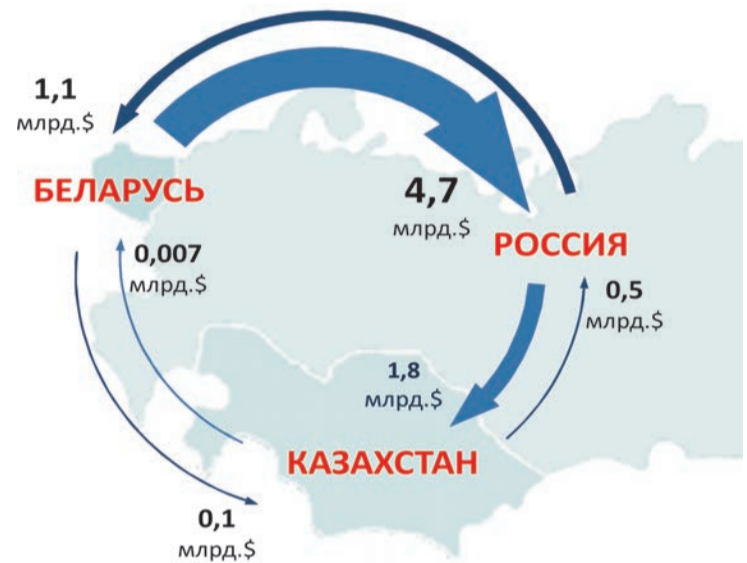 1,1
млрд.$
БЕЛАРУСЬ
4,7
млрд.$
РОССИЯ
0,007
млрд.$
0,5
млрд.$
1,8
млрд.$
КАЗАХСТАН
0,1
млрд.$